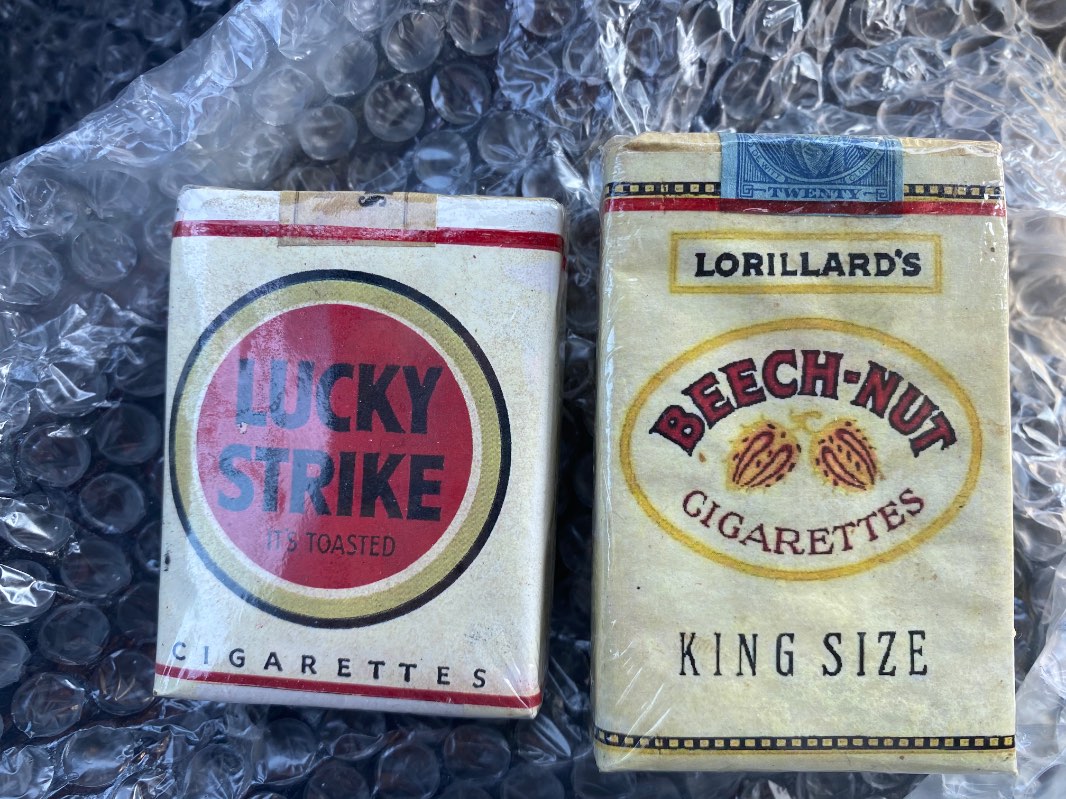 LUCKY
STRIKE
IT'S TOASTED
CIGARETTES
TWENTY
LORILLARD'S
BEECH-NUT
CIGARETTES
KING SIZE